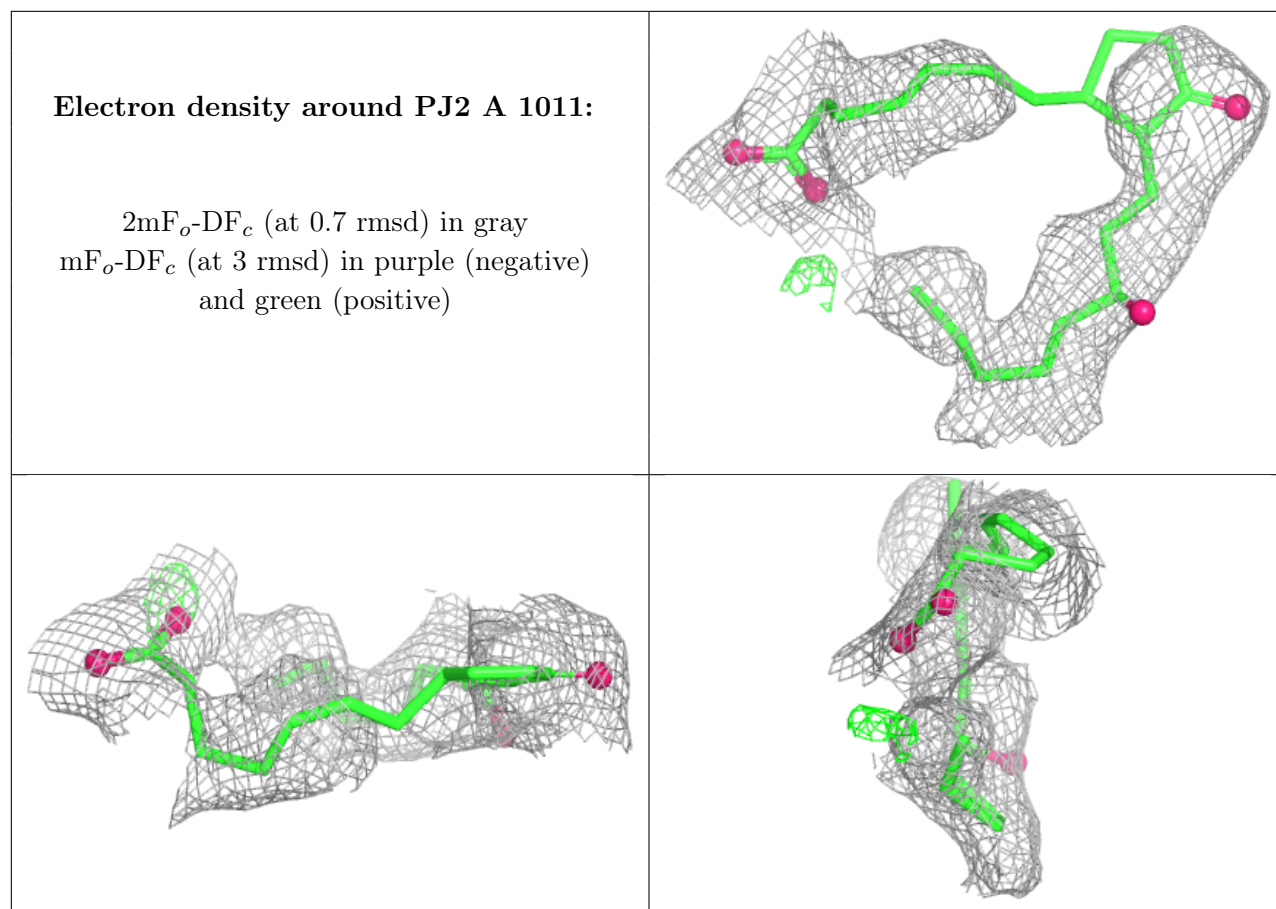 Electron density around PJ2 A 1011:
2mFo-DFc (at 0.7 rmsd) in gray
mFo-DFc (at 3 rmsd) in purple (negative)
and green (positive)